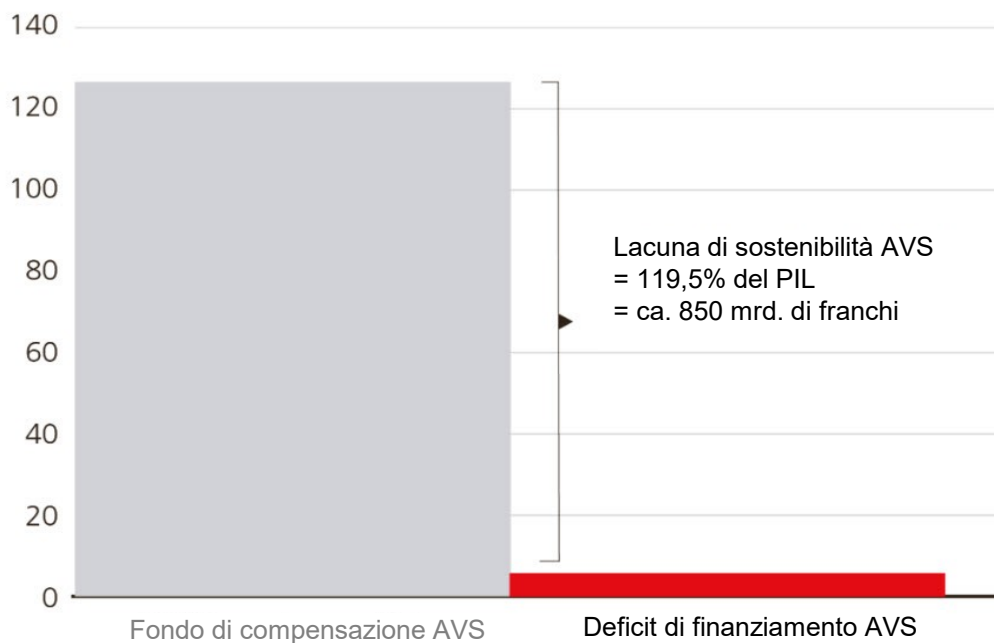 140
120
100
80
60
40
20
0
Lacuna di sostenibilità AVS
= 119,5% del PIL
= ca. 850 mrd. di franchi
Fondo di compensazione AVS
Deficit di finanziamento AVS